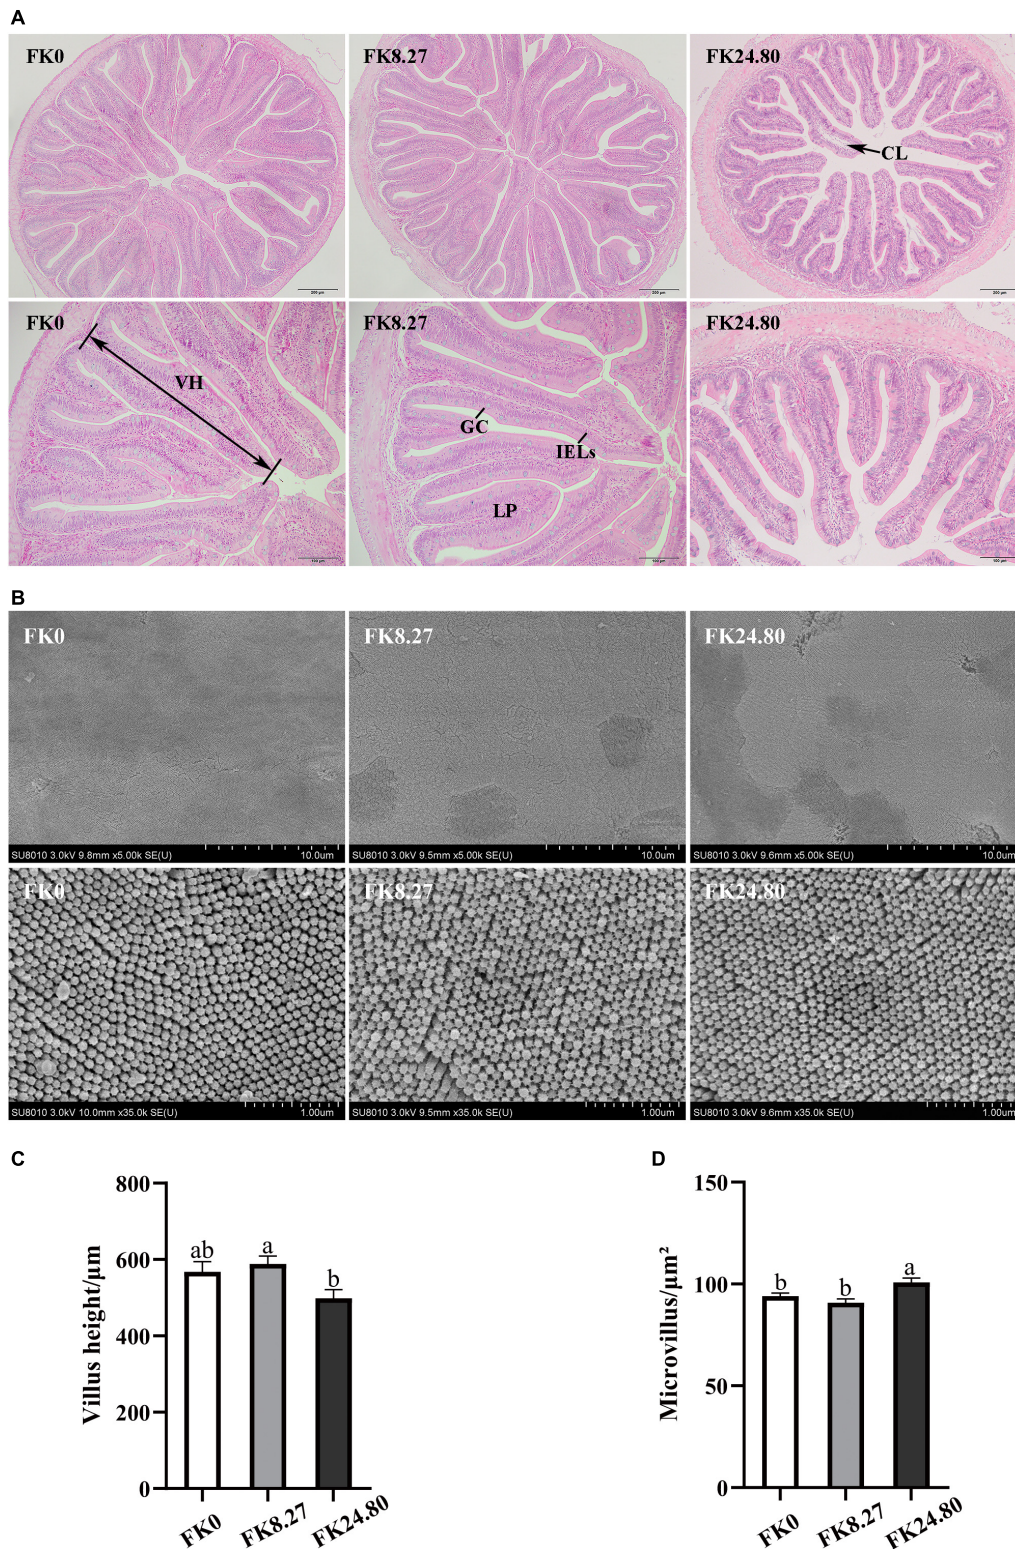 A
FK0 FK8.27 FK24.80
CL
200 μm 200 μm 200 μm
FK0 FK8.27 FK24.80
VH
GC
IELs
LP
100 μm 100 μm 100 μm
B
FK0 FK8.27 FK24.80
SU8010 3.0kV 9.8mm x5.00k SE(U) 10.0um SU8010 3.0kV 9.5mm x5.00k SE(U) 10.0um SU8010 3.0kV 9.6mm x5.00k SE(U) 10.0um
FK0 FK8.27 FK24.80
SU8010 3.0kV 10.0mm x35.0k SE(U) 1.00um SU8010 3.0kV 9.5mm x35.0k SE(U) 1.00um SU8010 3.0kV 9.6mm x35.0k SE(U) 1.00um
C
Villus height/μm
800
600
400
200
0
ab a b
FK0 FK8.27 FK24.80
D
Microvillus/μm²
150
100
50
0
b b a
FK0 FK8.27 FK24.80